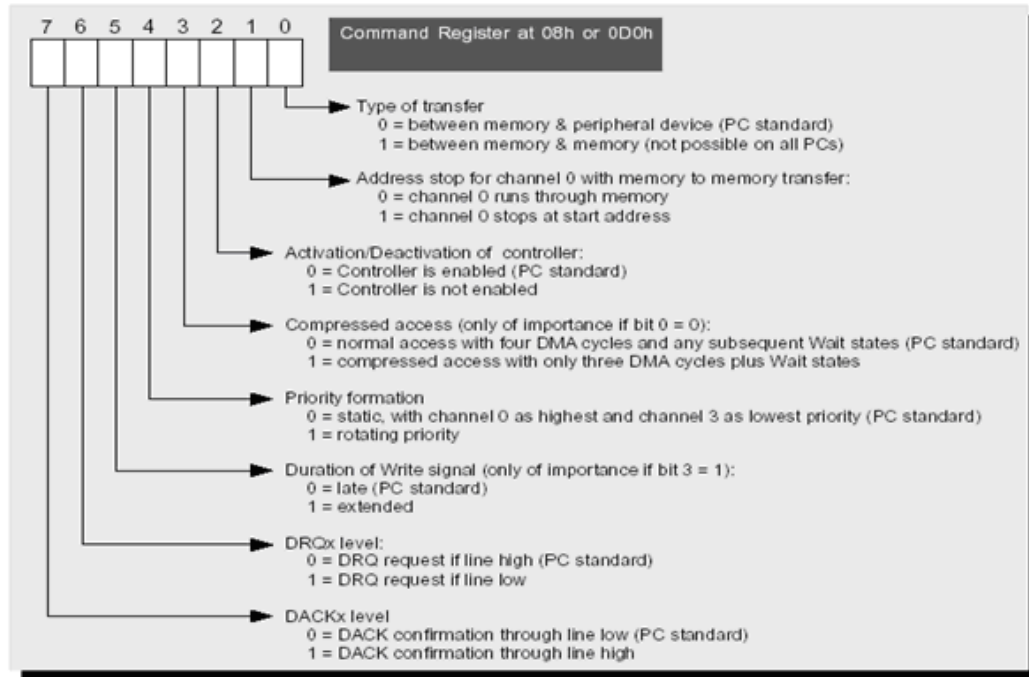 7 6 5 4 3 2 1 0
Command Register at 08h or 0D0h
Type of transfer
0 = between memory & peripheral device (PC standard)
1 = between memory & memory (not possible on all PCs)
Address stop for channel 0 with memory to memory transfer:
0 = channel 0 runs through memory
1 = channel 0 stops at start address
Activation/Deactivation of controller:
0 = Controller is enabled (PC standard)
1 = Controller is not enabled
Compressed access (only of importance if bit 0 = 0):
0 = normal access with four DMA cycles and any subsequent Wait states (PC standard)
1 = compressed access with only three DMA cycles plus Wait states
Priority formation
0 = static, with channel 0 as highest and channel 3 as lowest priority (PC standard)
1 = rotating priority
Duration of Write signal (only of importance if bit 3 = 1):
0 = late (PC standard)
1 = extended
DRQx level:
0 = DRQ request if line high (PC standard)
1 = DRQ request if line low
DACKx level
0 = DACK confirmation through line low (PC standard)
1 = DACK confirmation through line high